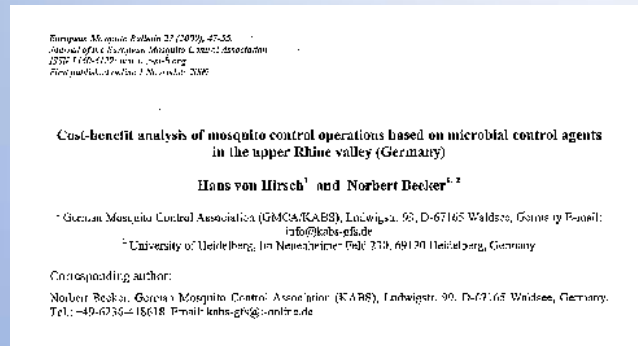 European Mosquito Bulletin 27 (2009), 47-55.
Journal of the European Mosquito Control Association
First published online 1 November 2009
Cost-benefit analysis of mosquito control operations based on microbial control agents
in the upper Rhine valley (Germany)
Hans von Hirsch¹ and Norbert Becker¹, ²
German Mosquito Control Association (GMCA/KABS), Ludwigstr. 99, D-67165 Waldsee, Germany E-mail:
info@kabs-gfs.de
² University of Heidelberg, Im Neuenheimer Feld 230, 69120 Heidelberg, Germany
Corresponding author:
Norbert Becker, German Mosquito Control Association (KABS), Ludwigstr. 99, D-67165 Waldsee, Germany.
Tel.: +49-6236-418618 Email: kabs-gfs@t-online.de